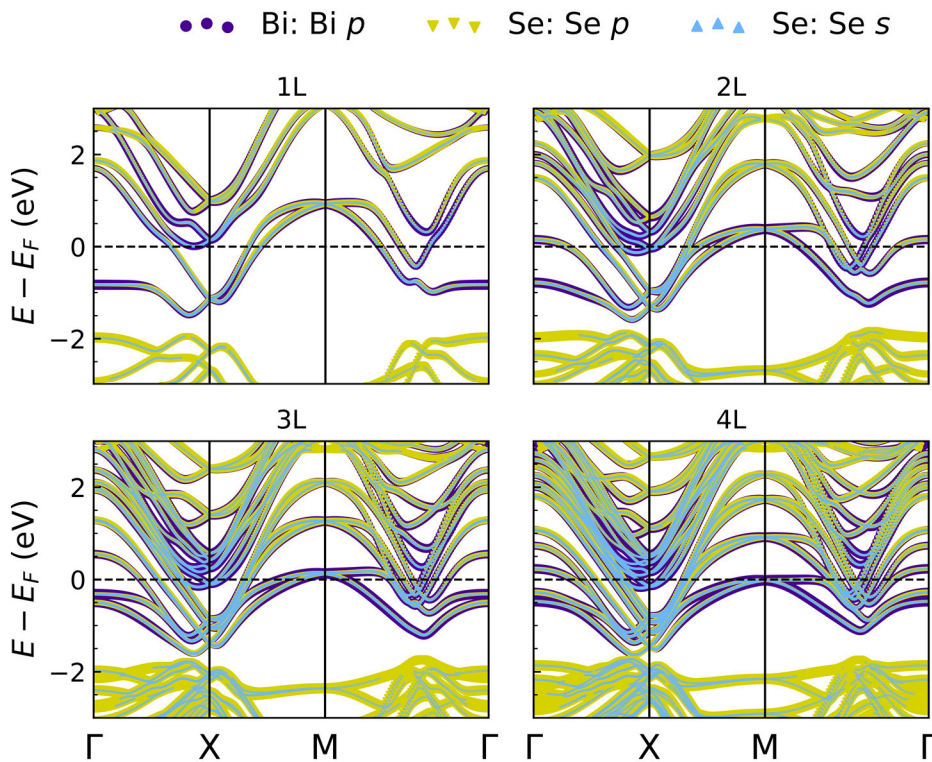 Bi: Bi p Se: Se p Se: Se s
1L 2L
E − E_F (eV)
2
0
−2
3L 4L
E − E_F (eV)
2
0
−2
Γ X M Γ Γ X M Γ